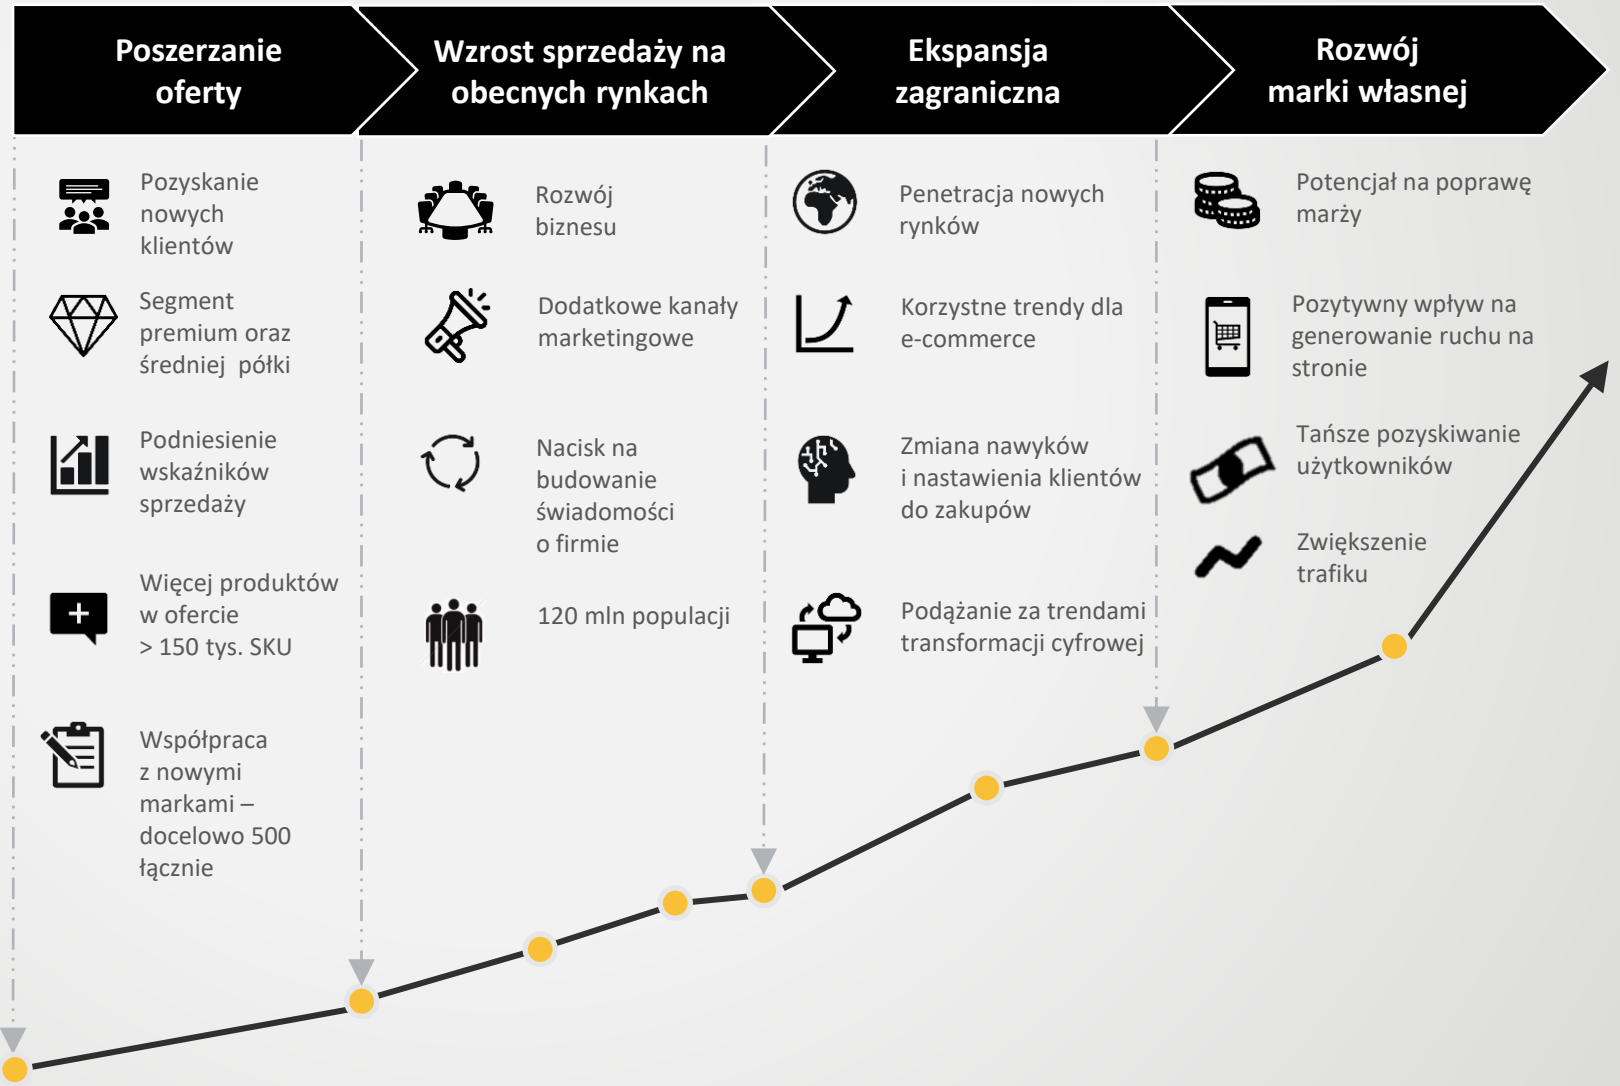 Poszerzanie
oferty
Wzrost sprzedaży na
obecnych rynkach
Ekspansja
zagraniczna
Rozwój
marki własnej
Pozyskanie
nowych
klientów
Segment
premium oraz
średniej  półki
Podniesienie
wskaźników
sprzedaży
Więcej produktów
w ofercie
> 150 tys. SKU
Współpraca
z nowymi
markami –
docelowo 500
łącznie
Rozwój
biznesu
Dodatkowe kanały
marketingowe
Nacisk na
budowanie
świadomości
o firmie
120 mln populacji
Penetracja nowych
rynków
Korzystne trendy dla
e-commerce
Zmiana nawyków
i nastawienia klientów
do zakupów
Podążanie za trendami
transformacji cyfrowej
Potencjał na poprawę
marży
Pozytywny wpływ na
generowanie ruchu na
stronie
Tańsze pozyskiwanie
użytkowników
Zwiększenie
trafiku